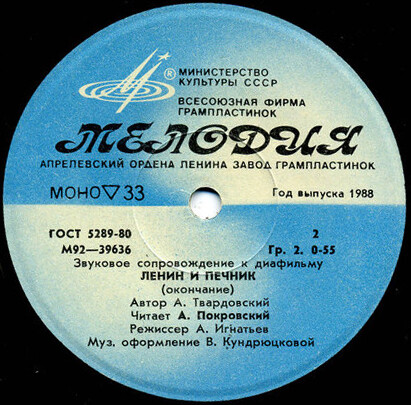 ® МИНИСТЕРСТВО
КУЛЬТУРЫ СССР
ВСЕСОЮЗНАЯ ФИРМА
ГРАМПЛАСТИНОК
МЕЛОДИЯ
АПРЕЛЕВСКИЙ ОРДЕНА ЛЕНИНА ЗАВОД ГРАМПЛАСТИНОК
МОНО ▽ 33
Год выпуска 1988
ГОСТ 5289-80 2
М92—39636 Гр. 2. 0-55
Звуковое сопровождение к диафильму
ЛЕНИН И ПЕЧНИК
(окончание)
Автор А. Твардовский
Читает А. Покровский
Режиссер А. Игнатьев
Муз. оформление В. Кундрюцковой